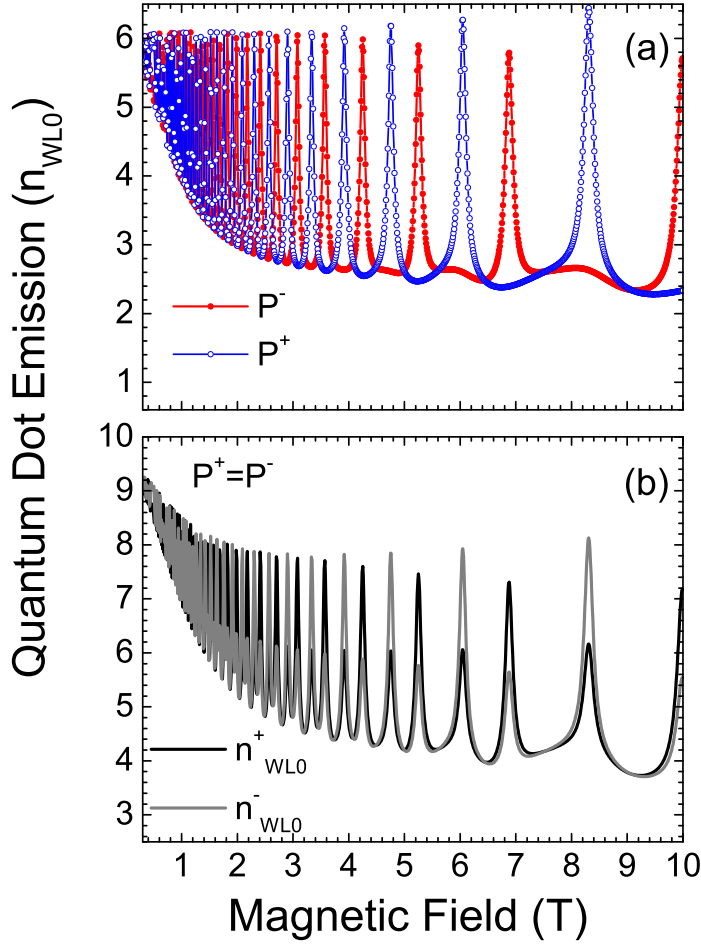 Quantum Dot Emission (n_WL0)
(a)
6
5
4
3
2
1
P⁻
P⁺
(b)
P⁺=P⁻
10
9
8
7
6
5
4
3
n⁺_WL0
n⁻_WL0
1 2 3 4 5 6 7 8 9 10
Magnetic Field (T)